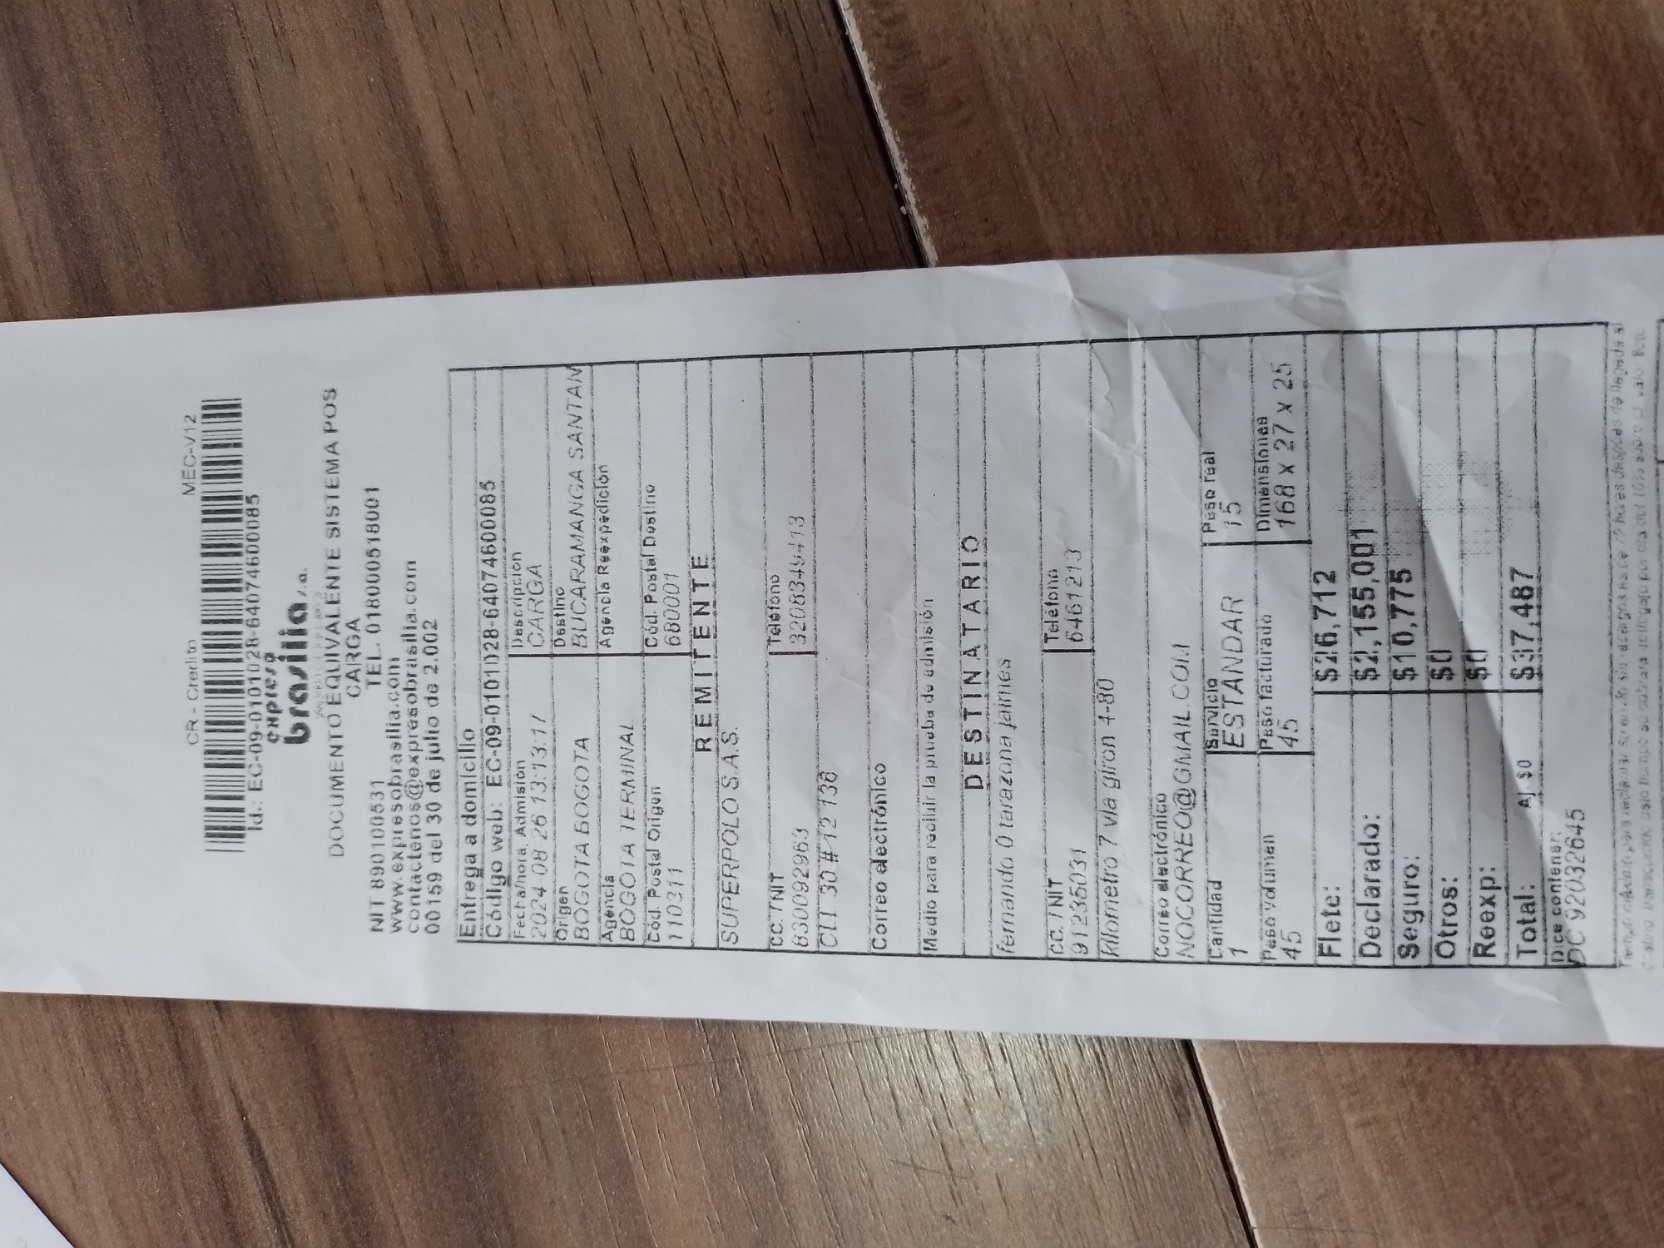 CR - Credito MEC-V12
Id.: EC-09-0101028-64074600085
expreso
brasilia s.a.
DOCUMENTO EQUIVALENTE SISTEMA POS
CARGA
NIT 890100531 TEL. 018000518001
www.expresobrasilia.com
contactenos@expresobrasilia.com
00159 del 30 de julio de 2.002
Entrega a domicilio
Código web: EC-09-0101028-64074600085
Fecha/hora. Admisión Descripción
2024-08-26 13:13:17 CARGA
Origen Destino
BOGOTA BOGOTA BUCARAMANGA SANTAN
Agencia Agencia Reexpedición
BOGOTA TERMINAL
Cód. Postal Origen Cód. Postal Destino
110311 680001
REMITENTE
SUPERPOLO S.A.S.
CC. / NIT Teléfono
830092963 3208349413
CLL 30 # 12 136
Correo electrónico
Medio para recibir la prueba de admisión
DESTINATARIO
fernando 0 tarazona jaimes
CC. / NIT Teléfono
91235031 6461213
kilometro 7 via giron 4-80
Correo electrónico
NOCORREO@GMAIL.COM
Cantidad Servicio Peso real
1 ESTANDAR 15
Peso volumen Peso facturado Dimensiones
45 45 168 x 27 x 25
Flete: $26,712
Declarado: $2,155,001
Seguro: $10,775
Otros: $0
Reexp: $0
Total: Aj $0 $37,487
Dice contener:
DC 92032645